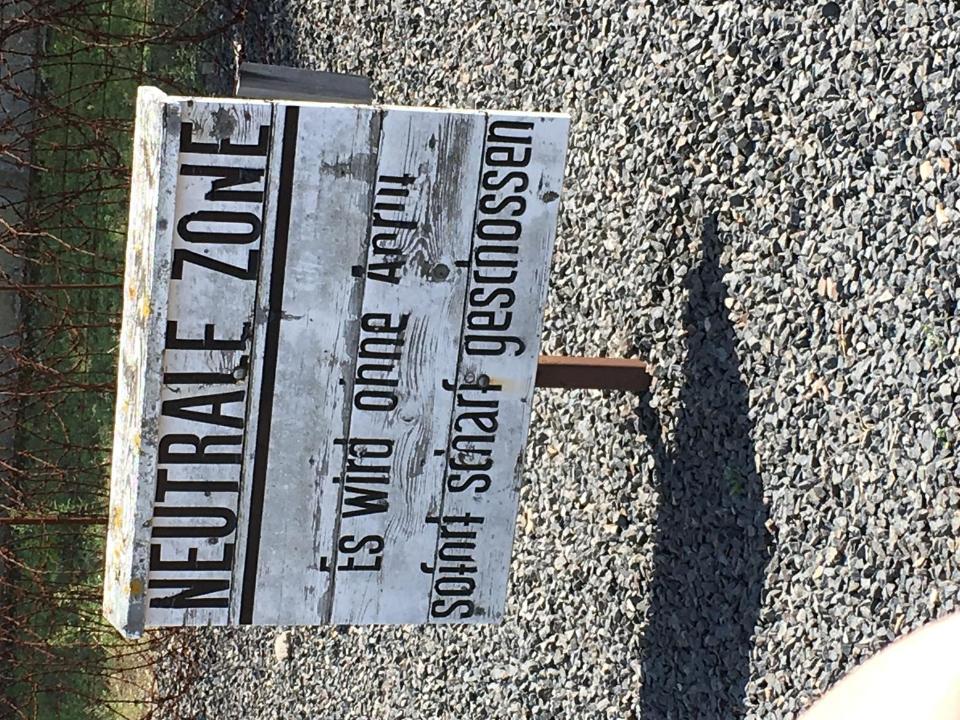 NEUTRALE ZONE
Es wird ohne Anruf
sofort scharf geschossen